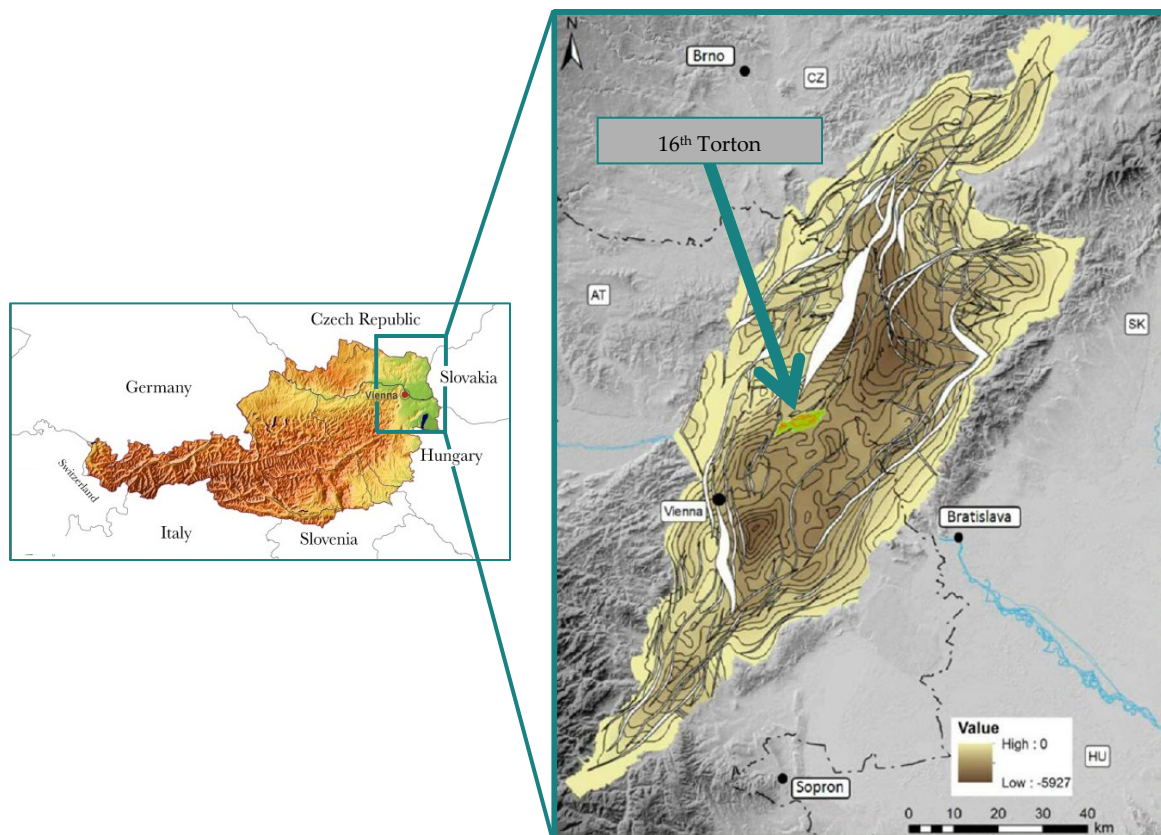 Czech Republic
Germany
Slovakia
Vienna
Hungary
Switzerland
Italy
Slovenia
N
Brno
CZ
16th Torton
AT
SK
Vienna
Bratislava
Value
High : 0
Low : -5927
HU
Sopron
0 10 20 30 40
km